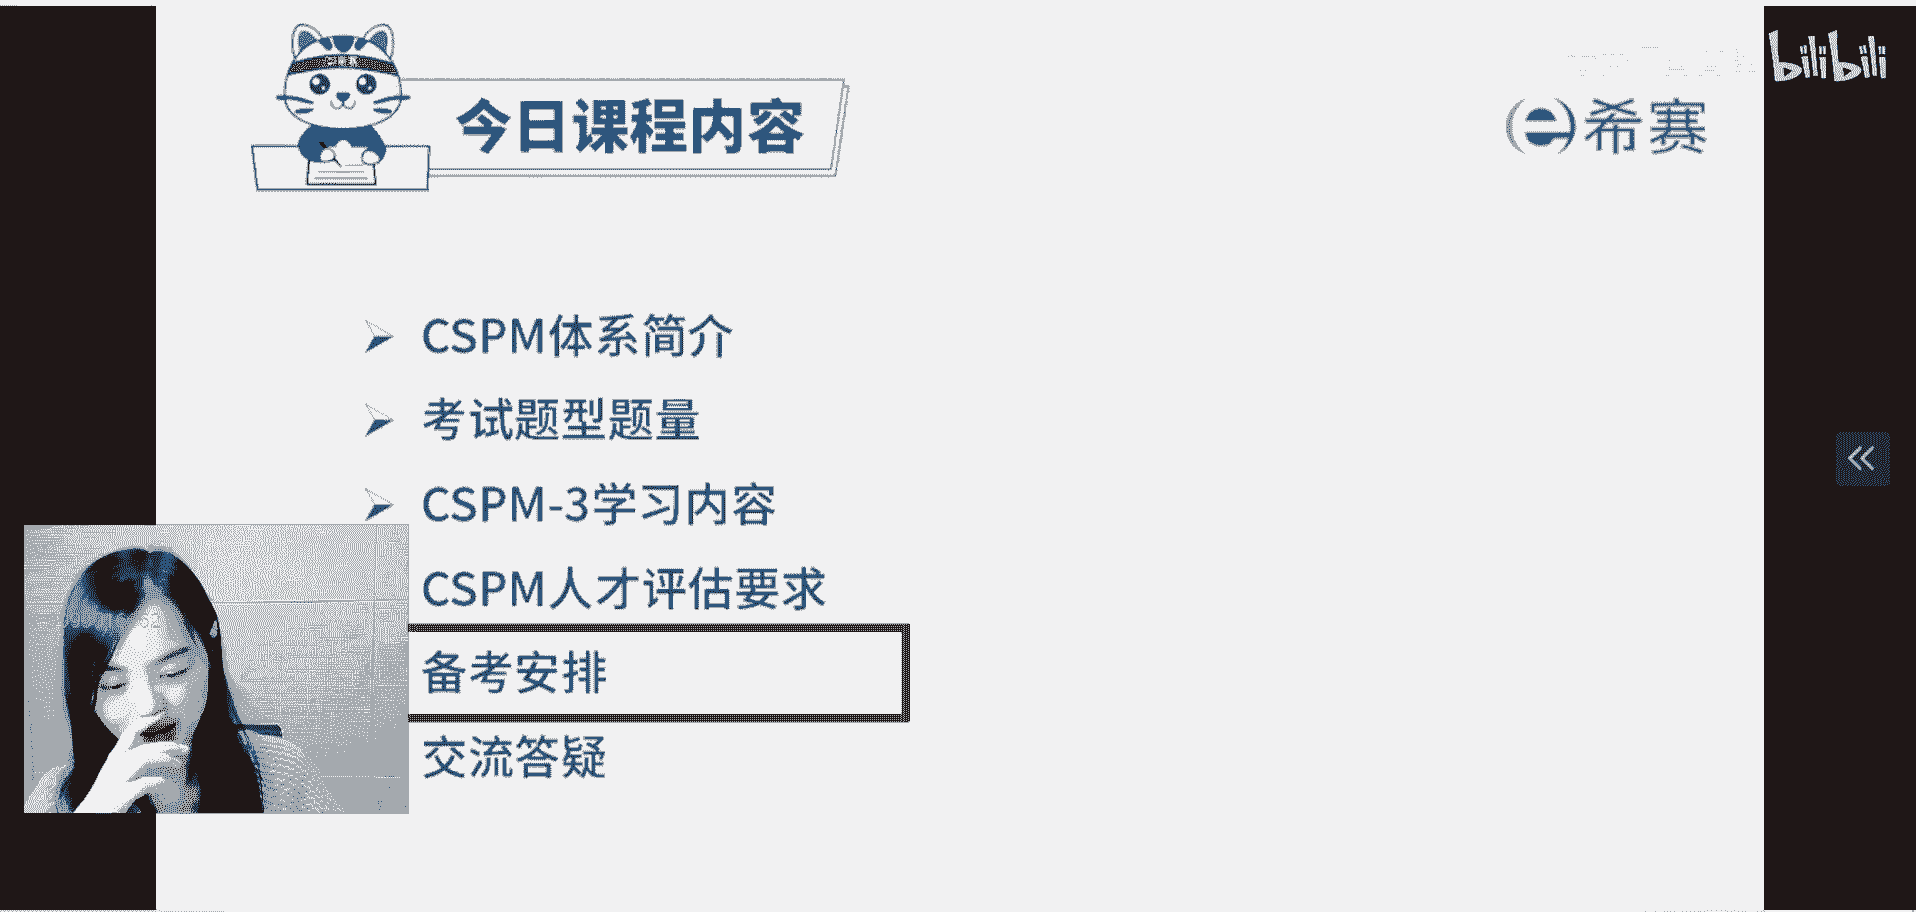 今日课程内容
bilibili
希赛
CSPM体系简介
考试题型题量
CSPM-3学习内容
CSPM人才评估要求
备考安排
交流答疑